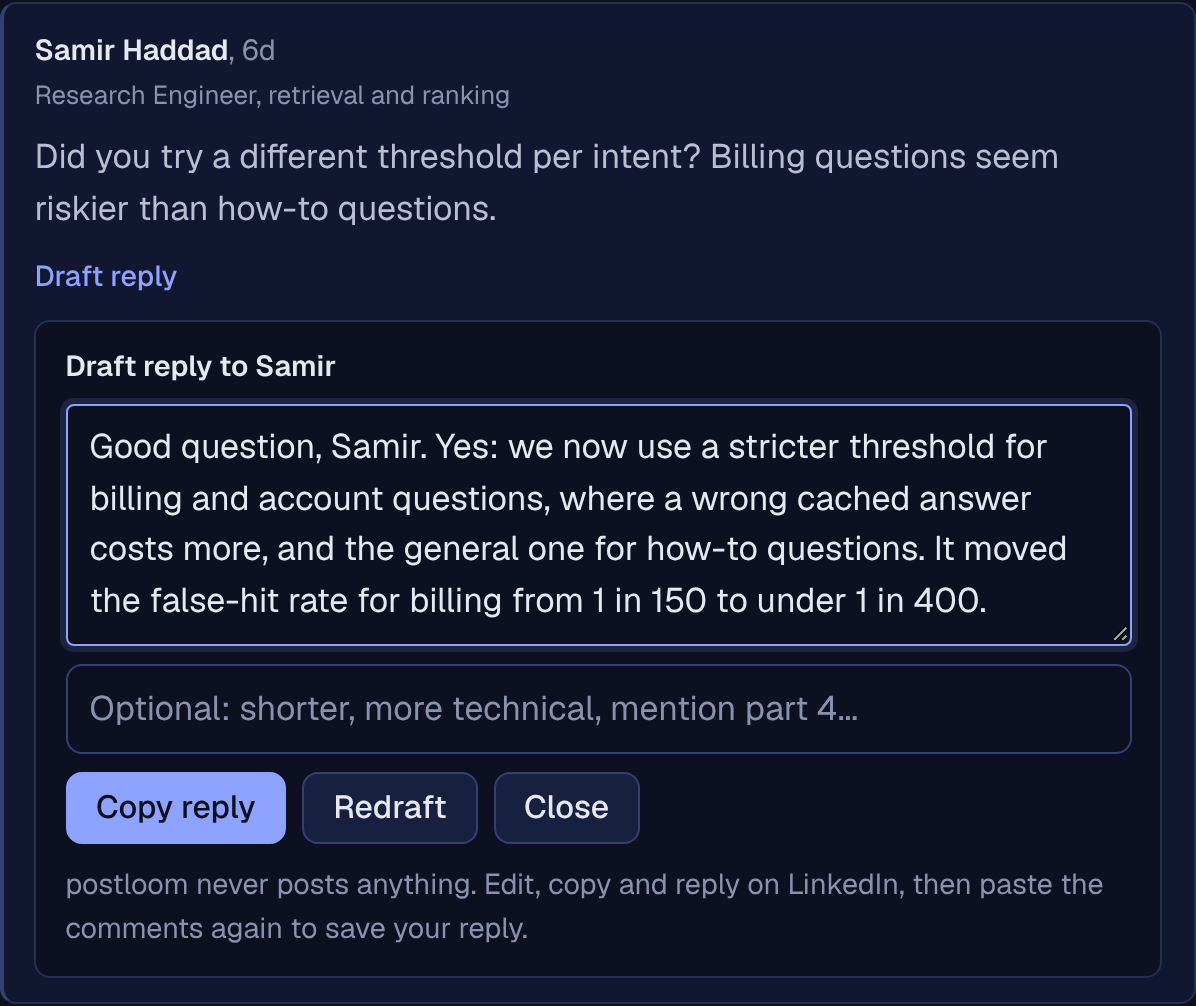 Samir Haddad, 6d
Research Engineer, retrieval and ranking
Did you try a different threshold per intent? Billing questions seem
riskier than how-to questions.
Draft reply
Draft reply to Samir
Good question, Samir. Yes: we now use a stricter threshold for
billing and account questions, where a wrong cached answer
costs more, and the general one for how-to questions. It moved
the false-hit rate for billing from 1 in 150 to under 1 in 400.
Optional: shorter, more technical, mention part 4...
Copy reply
Redraft
Close
postloom never posts anything. Edit, copy and reply on LinkedIn, then paste the
comments again to save your reply.